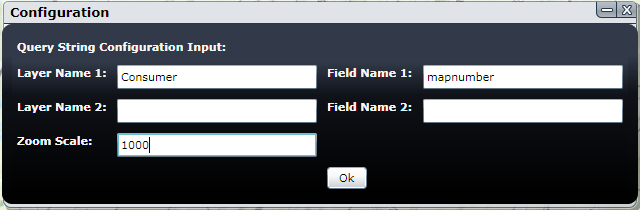 Configuration
Query String Configuration Input:
Layer Name 1: Consumer Field Name 1: mapnumber
Layer Name 2: Field Name 2:
Zoom Scale: 1000
Ok